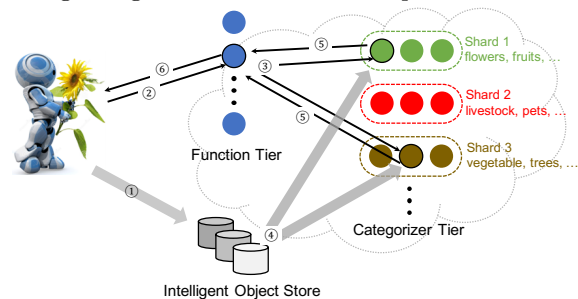 ⑥
⑤
③
②
Shard 1
flowers, fruits, …
Shard 2
livestock, pets, …
⑤
Function Tier
Shard 3
vegetable, trees, …
①
④
Categorizer Tier
Intelligent Object Store